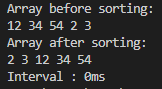 Array before sorting:
12 34 54 2 3
Array after sorting:
2 3 12 34 54
Interval : 0ms